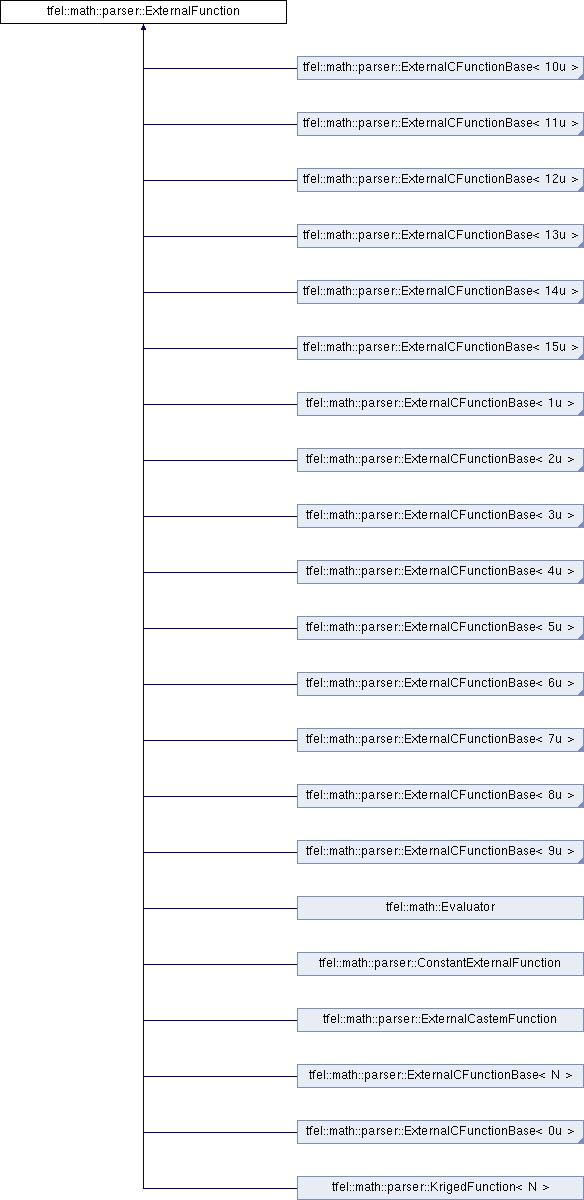 tfel::math::parser::ExternalFunction
tfel::math::parser::ExternalCFunctionBase< 10u >
tfel::math::parser::ExternalCFunctionBase< 11u >
tfel::math::parser::ExternalCFunctionBase< 12u >
tfel::math::parser::ExternalCFunctionBase< 13u >
tfel::math::parser::ExternalCFunctionBase< 14u >
tfel::math::parser::ExternalCFunctionBase< 15u >
tfel::math::parser::ExternalCFunctionBase< 1u >
tfel::math::parser::ExternalCFunctionBase< 2u >
tfel::math::parser::ExternalCFunctionBase< 3u >
tfel::math::parser::ExternalCFunctionBase< 4u >
tfel::math::parser::ExternalCFunctionBase< 5u >
tfel::math::parser::ExternalCFunctionBase< 6u >
tfel::math::parser::ExternalCFunctionBase< 7u >
tfel::math::parser::ExternalCFunctionBase< 8u >
tfel::math::parser::ExternalCFunctionBase< 9u >
tfel::math::Evaluator
tfel::math::parser::ConstantExternalFunction
tfel::math::parser::ExternalCastemFunction
tfel::math::parser::ExternalCFunctionBase< N >
tfel::math::parser::ExternalCFunctionBase< 0u >
tfel::math::parser::KrigedFunction< N >